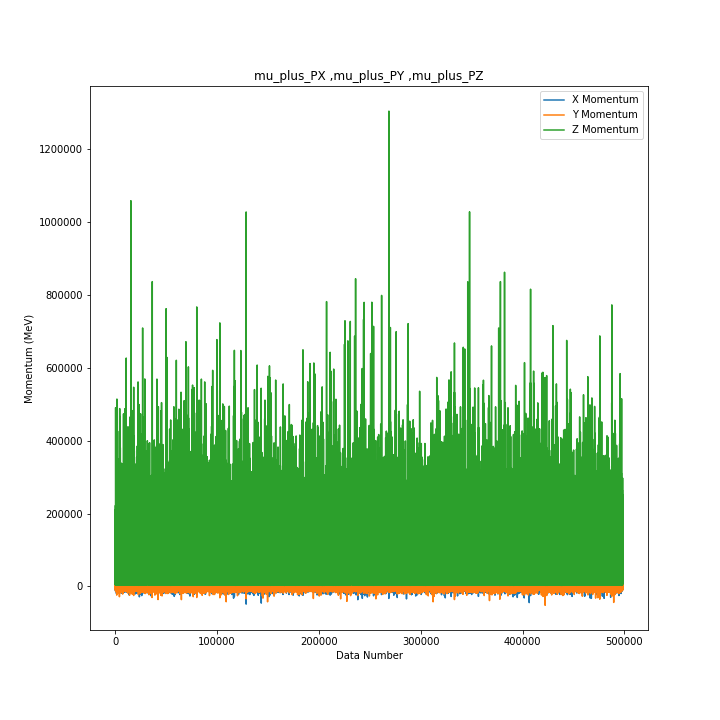 mu_plus_PX ,mu_plus_PY ,mu_plus_PZ
X Momentum
Y Momentum
Z Momentum
1200000
1000000
800000
600000
400000
200000
0
Momentum (MeV)
0
100000
200000
300000
400000
500000
Data Number